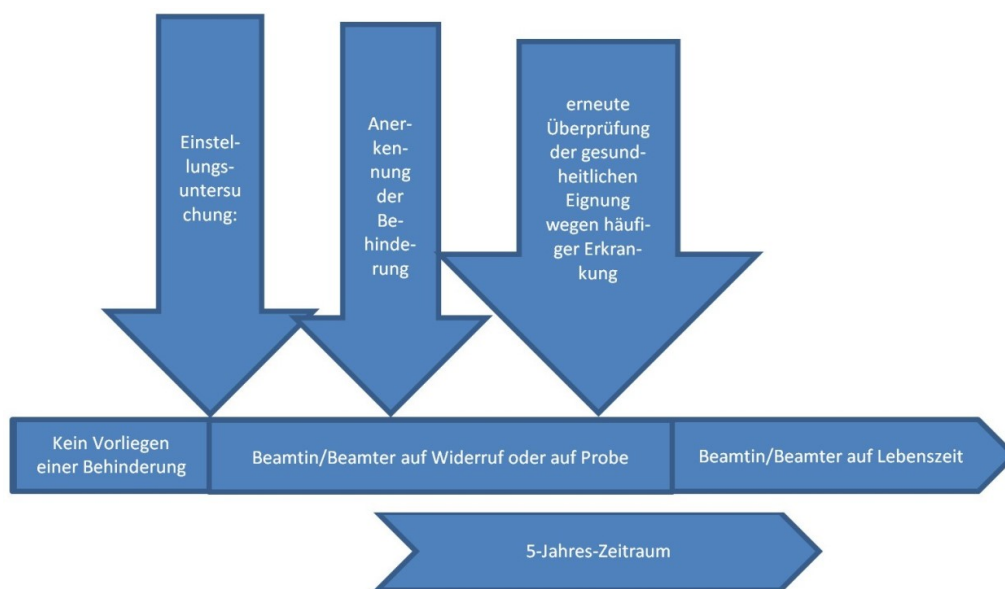 Einstel-
lungs-
untersu
chung:
Aner-
ken-
nung
der
Be-
hinde-
rung
erneute
Überprüfung
der gesund-
heitlichen
Eignung
wegen häufi-
ger Erkran-
kung
Kein Vorliegen
einer Behinderung
Beamtin/Beamter auf Widerruf oder auf Probe
Beamtin/Beamter auf Lebenszeit
5-Jahres-Zeitraum